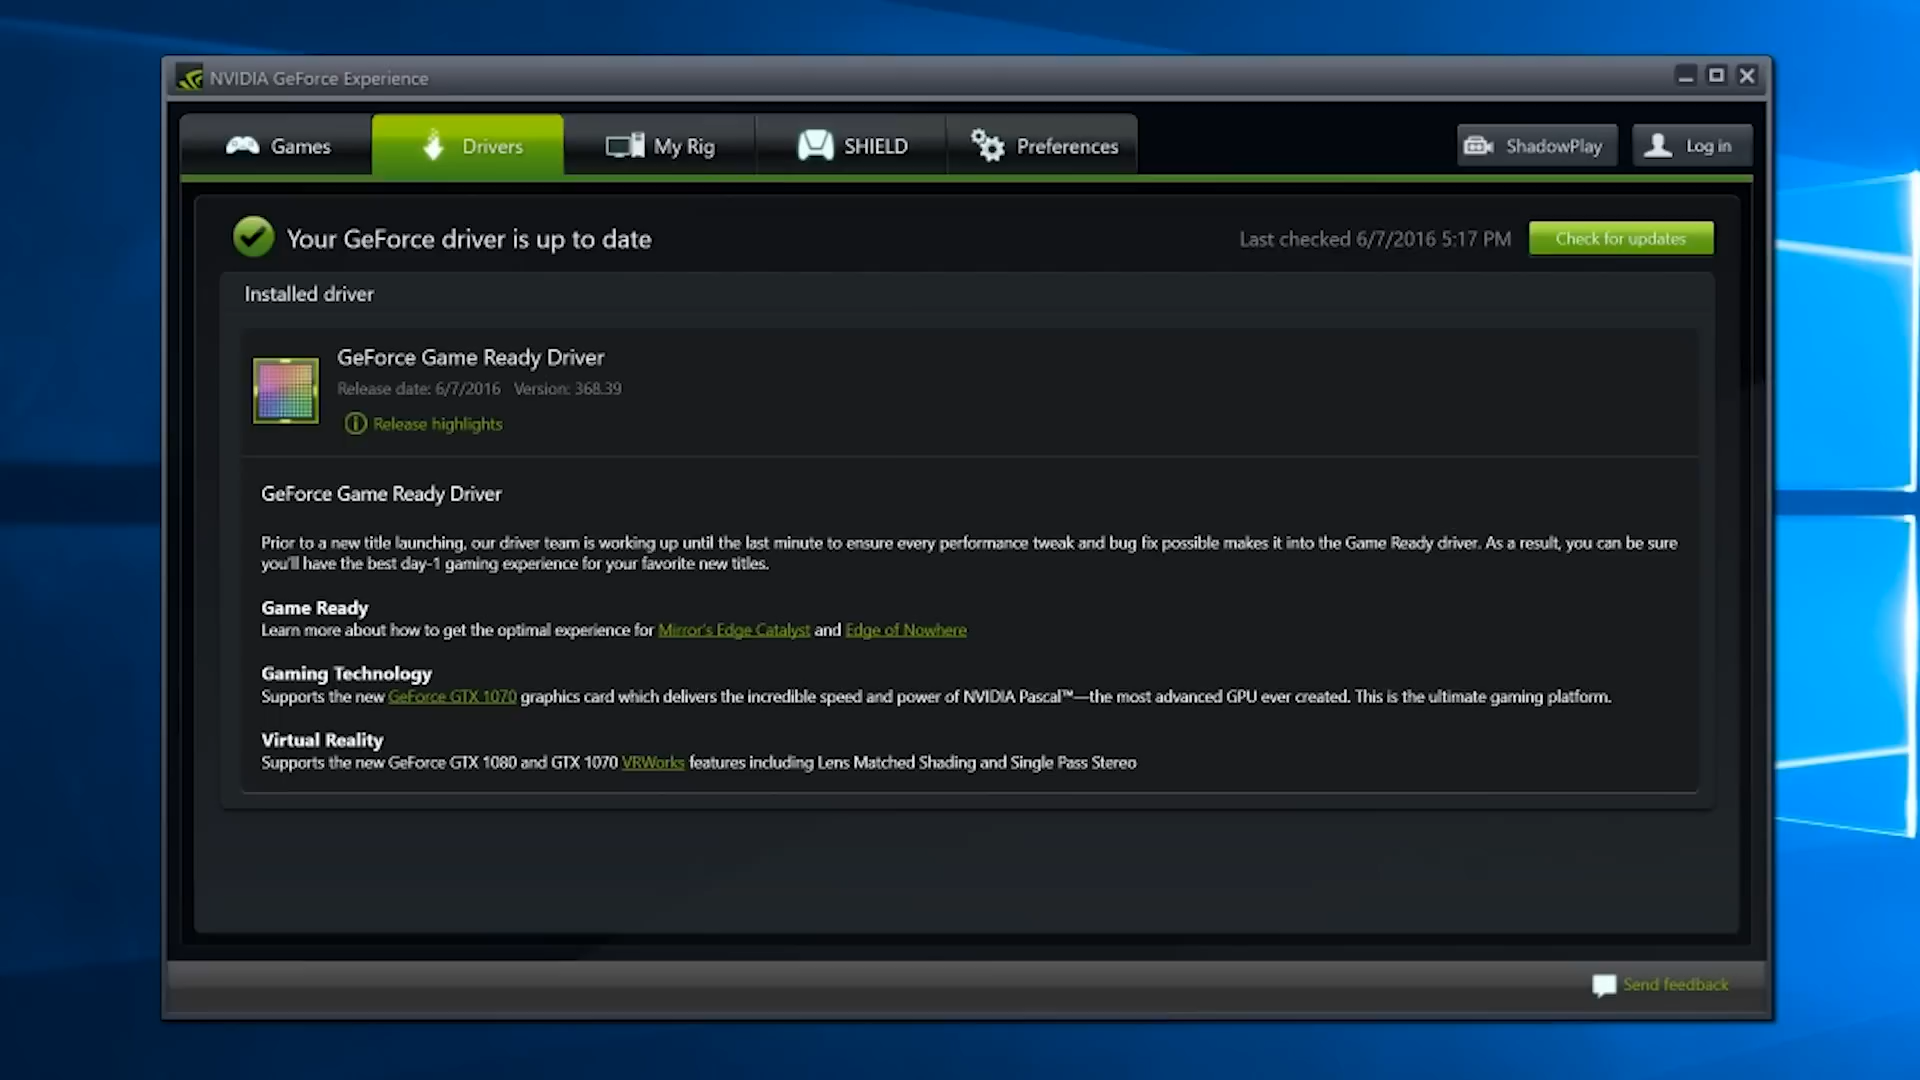 NVIDIA GeForce Experience
Games Drivers My Rig SHIELD Preferences ShadowPlay Log in
Your GeForce driver is up to date Last checked 6/7/2016 5:17 PM Check for updates
Installed driver
GeForce Game Ready Driver
Release date: 6/7/2016 Version: 368.39
Release highlights
GeForce Game Ready Driver
Prior to a new title launching, our driver team is working up until the last minute to ensure every performance tweak and bug fix possible makes it into the Game Ready driver. As a result, you can be sure
you'll have the best day-1 gaming experience for your favorite new titles.
Game Ready
Learn more about how to get the optimal experience for Mirror's Edge Catalyst and Edge of Nowhere
Gaming Technology
Supports the new GeForce GTX 1070 graphics card which delivers the incredible speed and power of NVIDIA Pascal™—the most advanced GPU ever created. This is the ultimate gaming platform.
Virtual Reality
Supports the new GeForce GTX 1080 and GTX 1070 VRWorks features including Lens Matched Shading and Single Pass Stereo
Send feedback